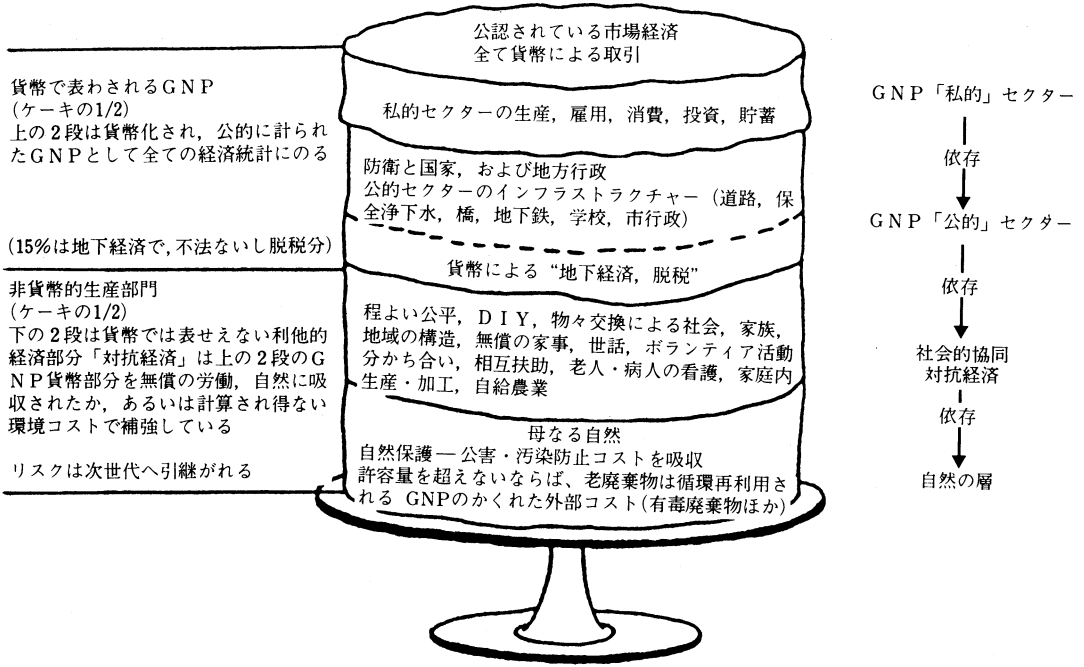 公認されている市場経済
全て貨幣による取引
私的セクターの生産，雇用，消費，投資，貯蓄
防衛と国家，および地方行政
公的セクターのインフラストラクチャー（道路，保
全浄下水，橋，地下鉄，学校，市行政）
貨幣による“地下経済，脱税”
程よい公平，ＤＩＹ，物々交換による社会，家族，
地域の構造，無償の家事，世話，ボランティア活動
分かち合い，相互扶助，老人・病人の看護，家庭内
生産・加工，自給農業
母なる自然
自然保護―公害・汚染防止コストを吸収
許容量を超えないならば、老廃棄物は循環再利用さ
れる GNPのかくれた外部コスト(有毒廃棄物ほか)
貨幣で表わされるＧＮＰ
(ケーキの1/2)
上の２段は貨幣化され，公的に計られ
たＧＮＰとして全ての経済統計にのる
(15%は地下経済で，不法ないし脱税分)
非貨幣的生産部門
(ケーキの1/2)
下の２段は貨幣では表せえない利他的
経済部分「対抗経済」は上の２段のＧ
ＮＰ貨幣部分を無償の労働，自然に吸
収されたか，あるいは計算され得ない
環境コストで補強している
リスクは次世代へ引継がれる
ＧＮＰ「私的」セクター
依存
ＧＮＰ「公的」セクター
依存
社会的協同
対抗経済
依存
自然の層